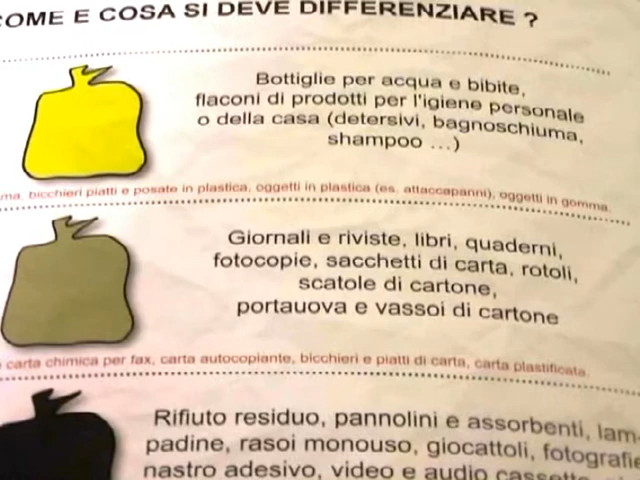 COME E COSA SI DEVE DIFFERENZIARE ?
Bottiglie per acqua e bibite,
flaconi di prodotti per l'igiene personale
o della casa (detersivi, bagnoschiuma,
shampoo ...)
bicchieri piatti e posate in plastica, oggetti in plastica (es. attaccapanni), oggetti in gomma.
Giornali e riviste, libri, quaderni,
fotocopie, sacchetti di carta, rotoli,
scatole di cartone,
portauova e vassoi di cartone
carta chimica per fax, carta autocopiante, bicchieri e piatti di carta, carta plastificata.
Rifiuto residuo, pannolini e assorbenti, lam-
padine, rasoi monouso, giocattoli, fotografie
nastro adesivo, video e audio cassette